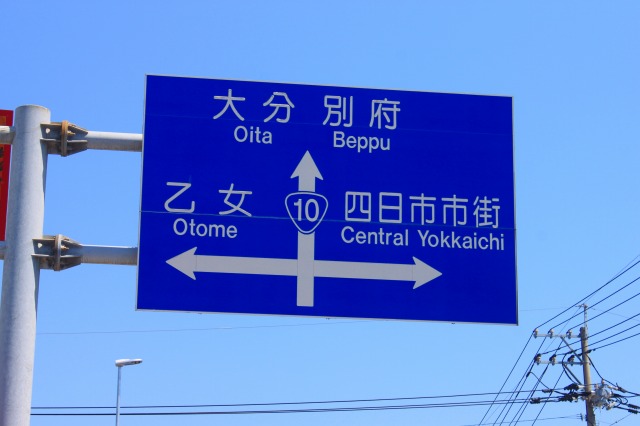 大分 別府
Oita Beppu
乙女 10 四日市市街
Otome Central Yokkaichi